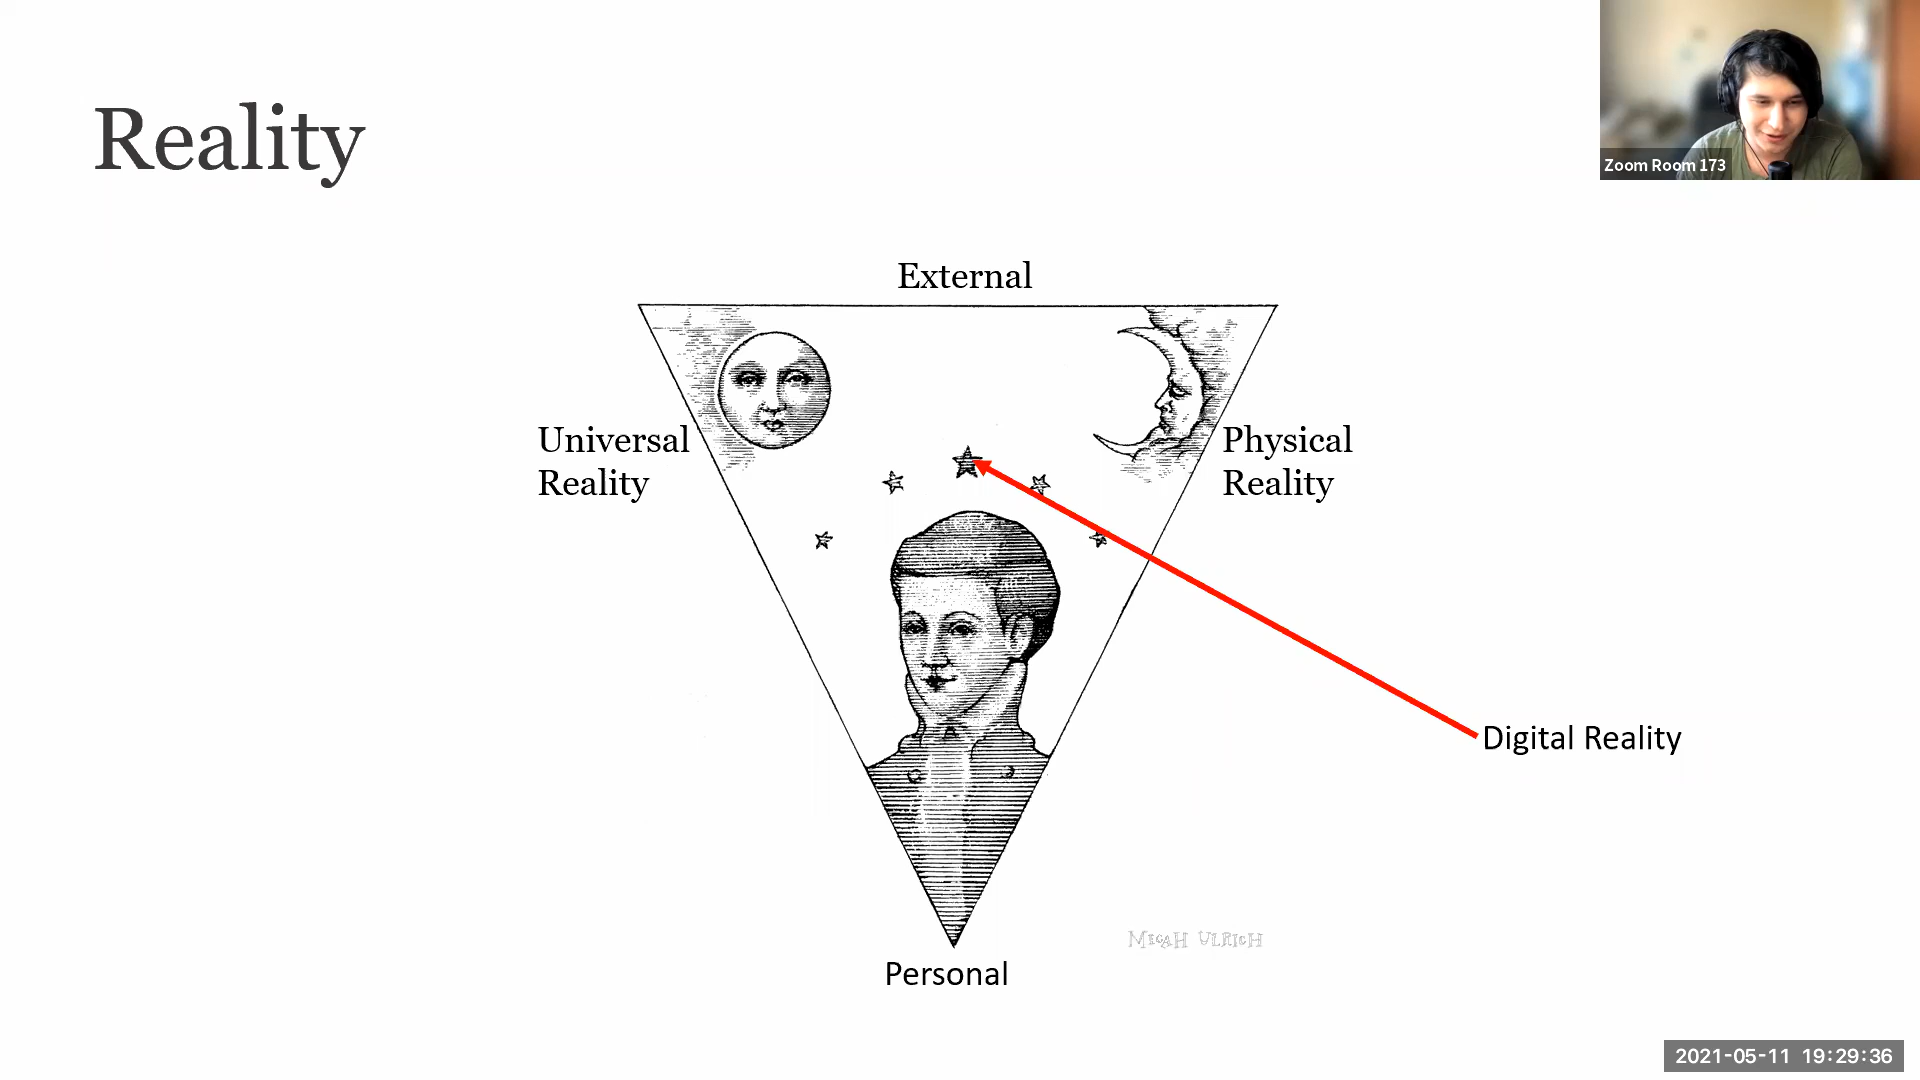 Reality
Zoom Room 173
External
Universal
Reality
Physical
Reality
Digital Reality
MICAH ULRICH
Personal
2021-05-11 19:29:36